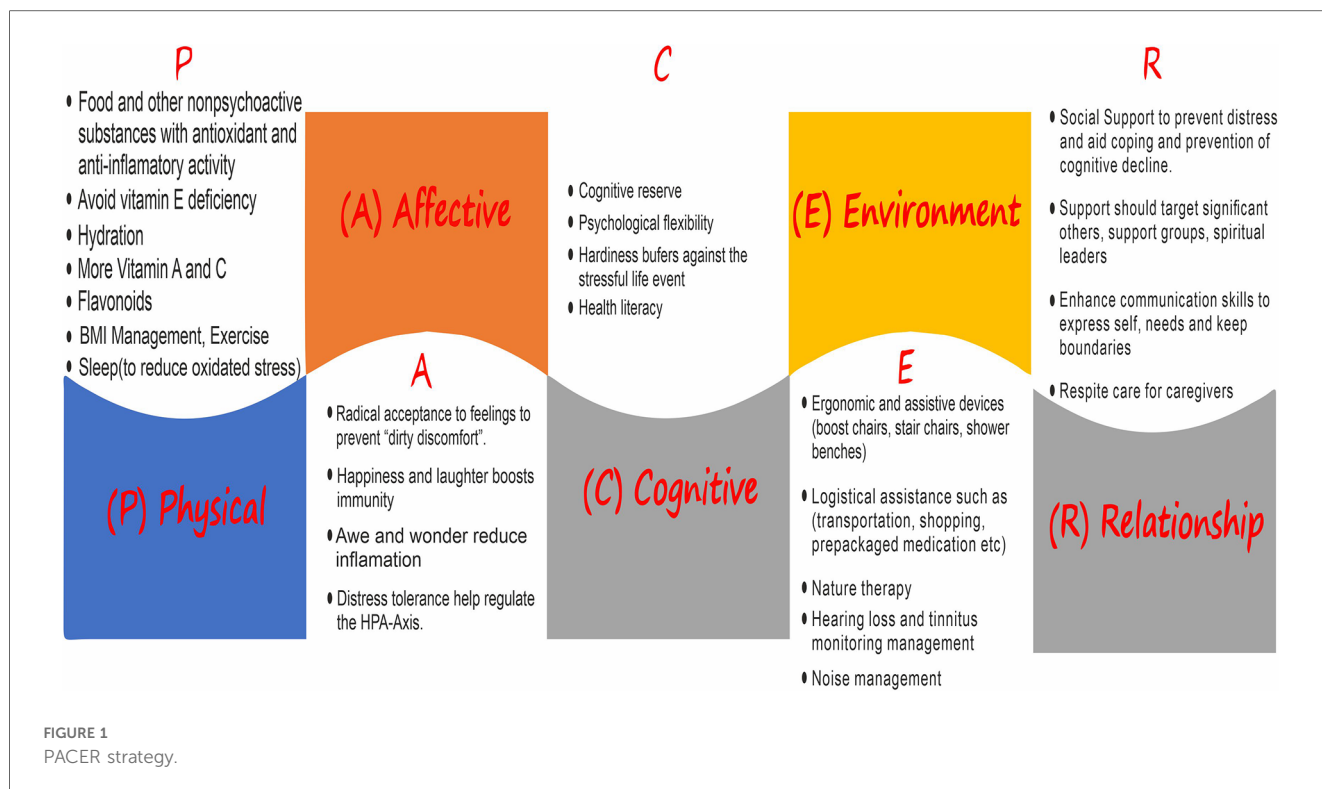 P
• Food and other nonpsychoactive
substances with antioxidant and
anti-inflamatory activity
• Avoid vitamin E deficiency
• Hydration
• More Vitamin A and C
• Flavonoids
• BMI Management, Exercise
• Sleep(to reduce oxidated stress)
(P) Physical
(A) Affective
A
• Radical acceptance to feelings to
prevent “dirty discomfort”.
• Happiness and laughter boosts
immunity
• Awe and wonder reduce
inflamation
• Distress tolerance help regulate
the HPA-Axis.
C
• Cognitive reserve
• Psychological flexibility
• Hardiness bufers against the
stressful life event
• Health literacy
(C) Cognitive
(E) Environment
E
• Ergonomic and assistive devices
(boost chairs, stair chairs, shower
benches)
• Logistical assistance such as
(transportation, shopping,
prepackaged medication etc)
• Nature therapy
• Hearing loss and tinnitus
monitoring management
• Noise management
R
• Social Support to prevent distress
and aid coping and prevention of
cognitive decline.
• Support should target significant
others, support groups, spiritual
leaders
• Enhance communication skills to
express self, needs and keep
boundaries
• Respite care for caregivers
(R) Relationship
FIGURE 1
PACER strategy.